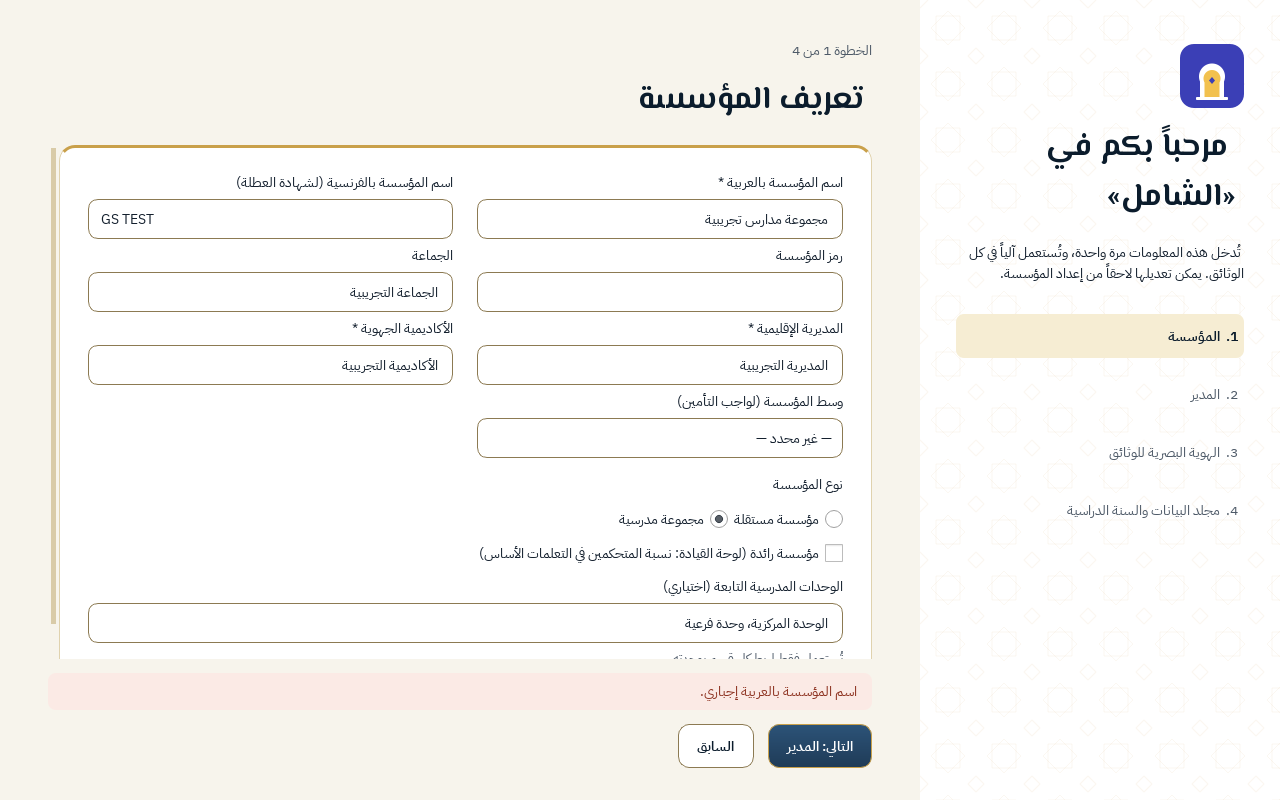 مرحباً بكم في
«الشامل»
تُدخل هذه المعلومات مرة واحدة، وتُستعمل آلياً في كل
الوثائق. يمكن تعديلها لاحقاً من إعداد المؤسسة.
1. المؤسسة
2. المدير
3. الهوية البصرية للوثائق
4. مجلد البيانات والسنة الدراسية
الخطوة 1 من 4
تعريف المؤسسة
اسم المؤسسة بالعربية *
اسم المؤسسة بالفرنسية (لشهادة العطلة)
مجموعة مدارس تجريبية
GS TEST
رمز المؤسسة
الجماعة
الجماعة التجريبية
المديرية الإقليمية *
الأكاديمية الجهوية *
المديرية التجريبية
الأكاديمية التجريبية
وسط المؤسسة (لواجب التأمين)
— غير محدد —
نوع المؤسسة
مؤسسة مستقلة
مجموعة مدرسية
مؤسسة رائدة (لوحة القيادة: نسبة المتحكمين في التعلمات الأساس)
الوحدات المدرسية التابعة (اختياري)
الوحدة المركزية، وحدة فرعية
اسم المؤسسة بالعربية إجباري.
التالي: المدير
السابق